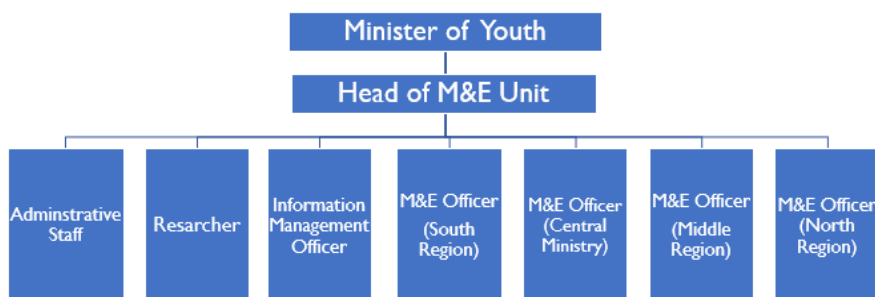 Minister of Youth
Head of M&E Unit
Adminstrative
Staff
Resarcher
Information
Management
Officer
M&E Officer
(South
Region)
M&E Officer
(Central
Ministry)
M&E Officer
(Middle
Region)
M&E Officer
(North
Region)